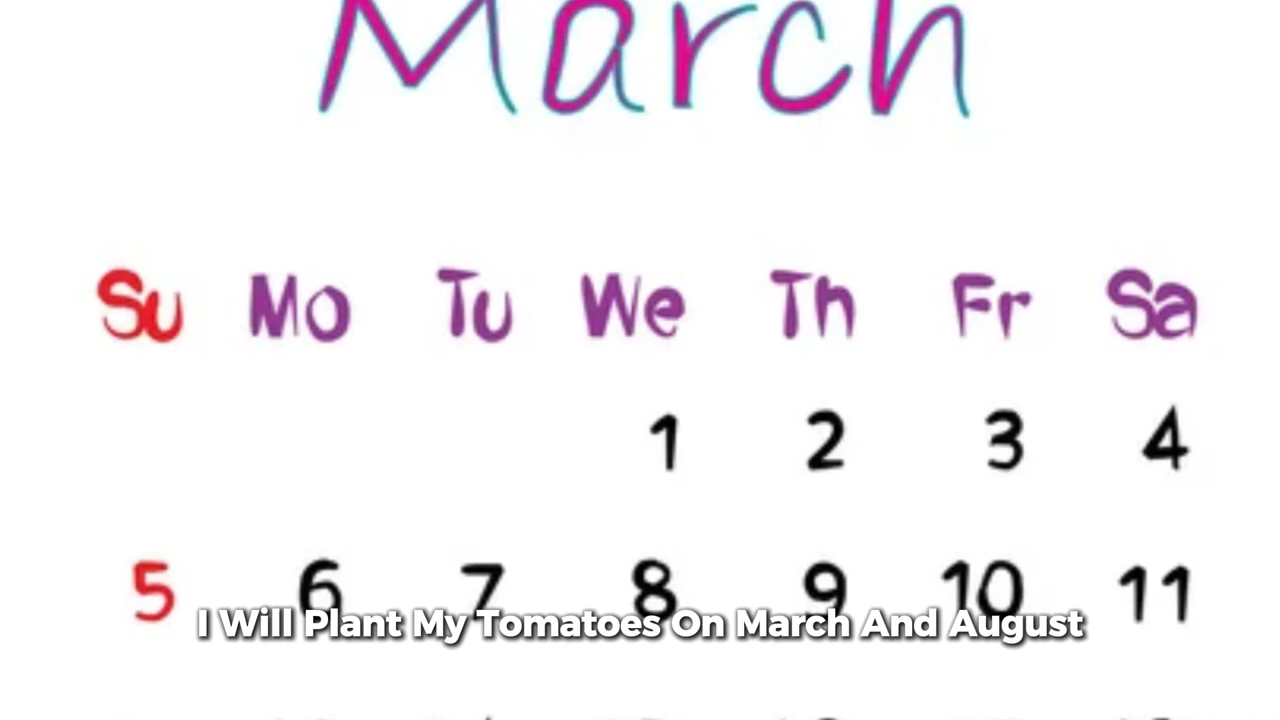 March
Su Mo Tu We Th Fr Sa
1 2 3 4
5 6 7 8 9 10 11
I Will Plant My Tomatoes On March And August